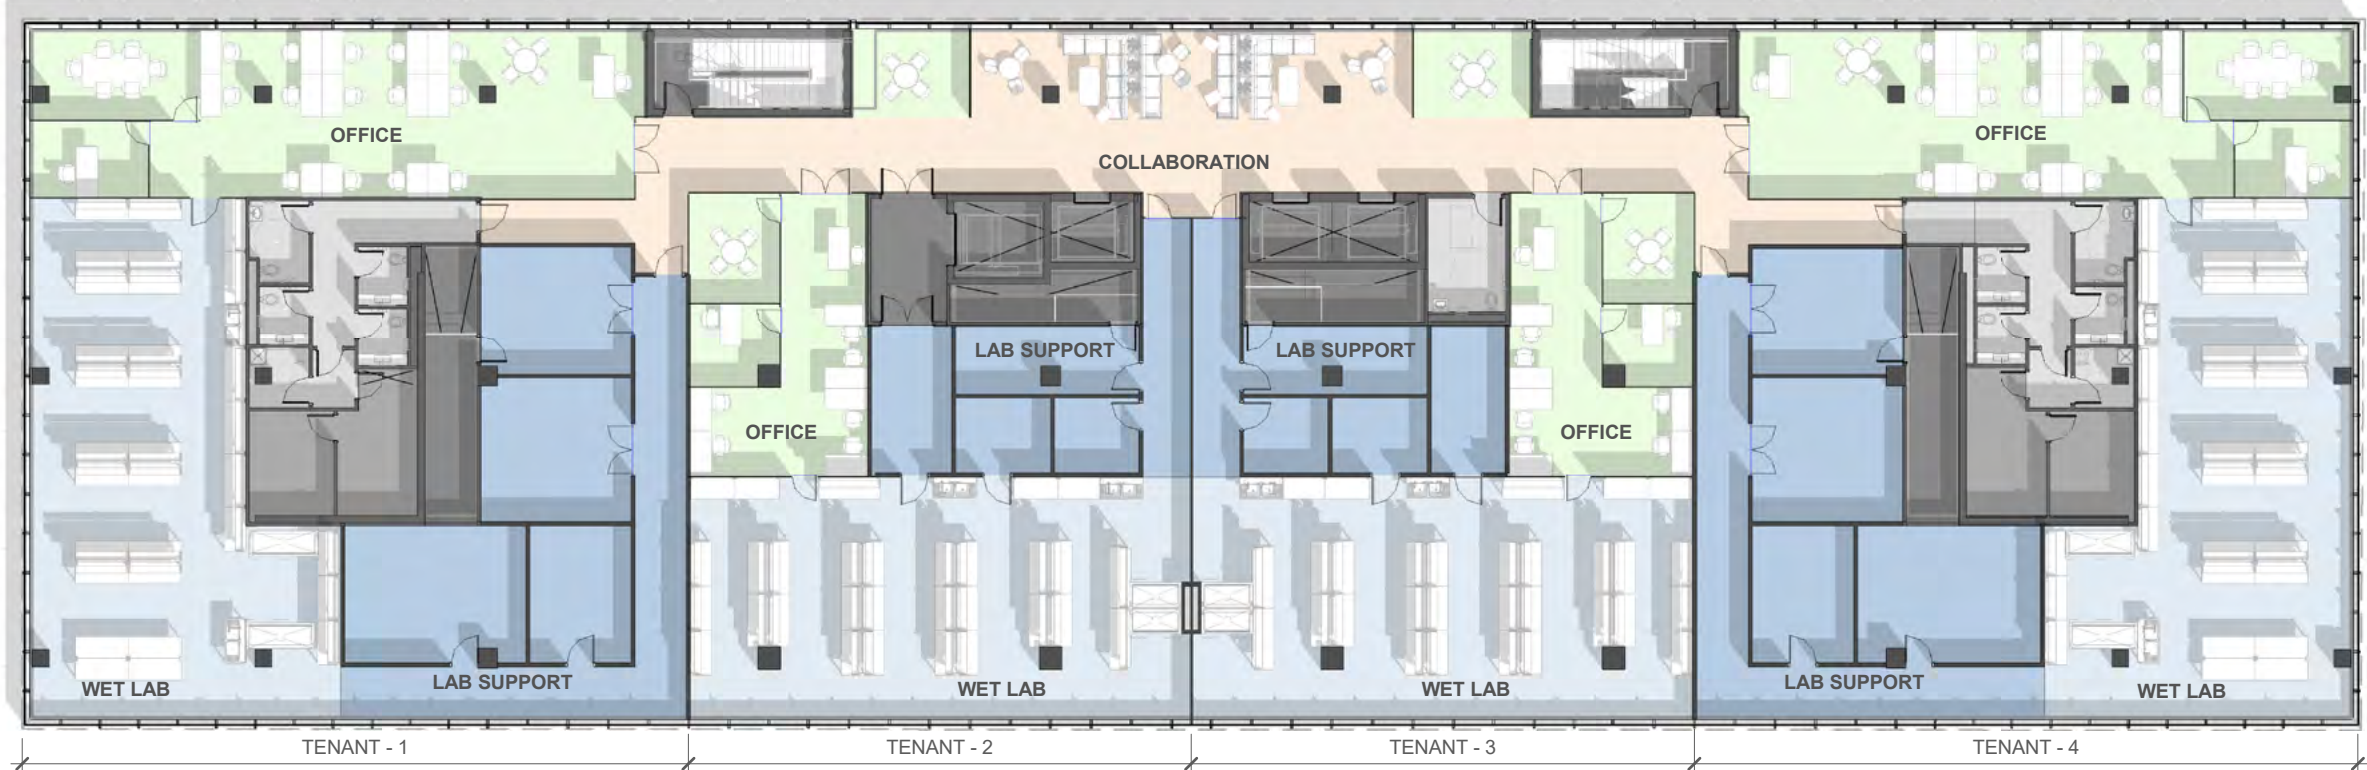 OFFICE
OFFICE
COLLABORATION
LAB SUPPORT
LAB SUPPORT
OFFICE
OFFICE
LAB SUPPORT
LAB SUPPORT
WET LAB
WET LAB
WET LAB
WET LAB
TENANT - 1
TENANT - 2
TENANT - 3
TENANT - 4